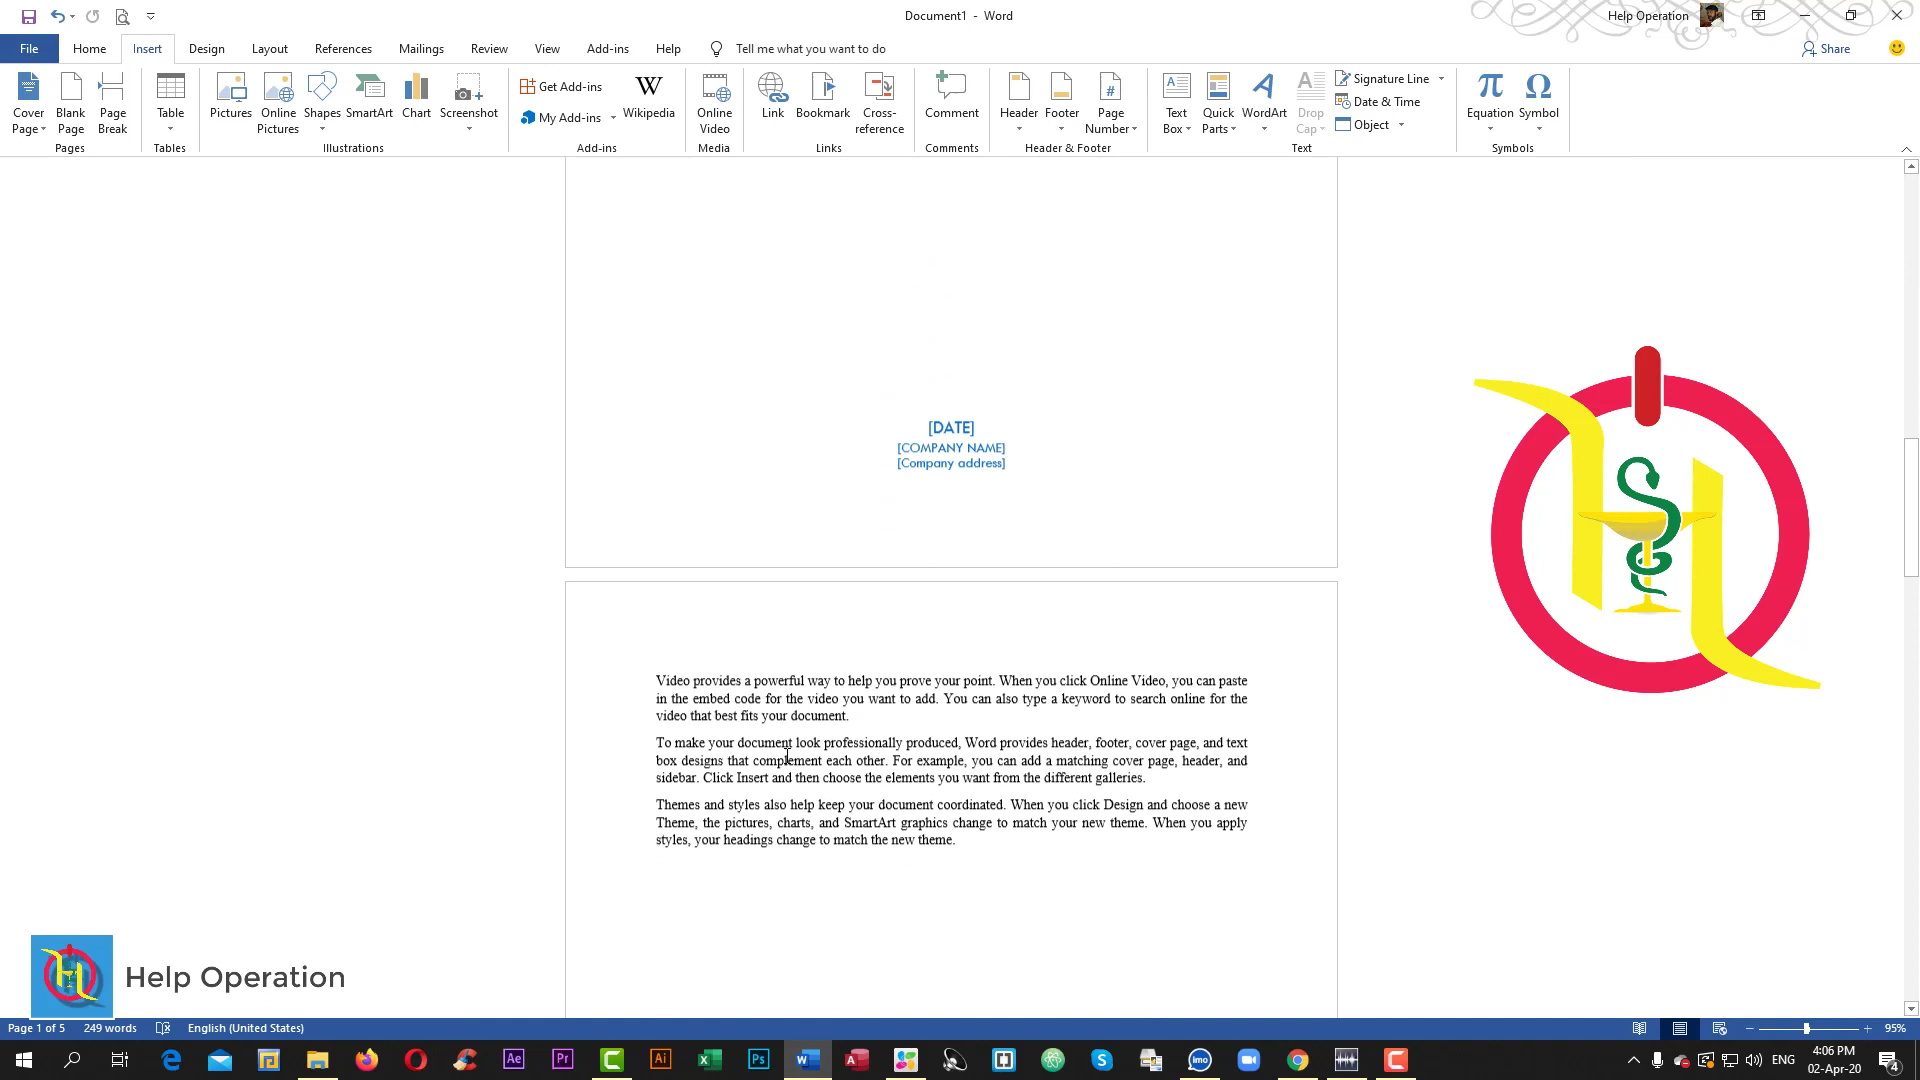 Document1 - Word
Help Operation
File Home Insert Design Layout References Mailings Review View Add-ins Help Tell me what you want to do Share
Cover Page
Blank Page
Page Break
Pages
Table
Tables
Pictures
Online Pictures
Shapes
SmartArt
Chart
Screenshot
Illustrations
Get Add-ins
My Add-ins
W
Wikipedia
Add-ins
Online Video
Media
Link
Bookmark
Cross-reference
Links
Comment
Comments
Header
Footer
Page Number
Header & Footer
Text Box
Quick Parts
WordArt
Drop Cap
Signature Line
Date & Time
Object
Text
Equation
Symbol
Symbols
[DATE]
[COMPANY NAME]
[Company address]
Video provides a powerful way to help you prove your point. When you click Online Video, you can paste
in the embed code for the video you want to add. You can also type a keyword to search online for the
video that best fits your document.
To make your document look professionally produced, Word provides header, footer, cover page, and text
box designs that complement each other. For example, you can add a matching cover page, header, and
sidebar. Click Insert and then choose the elements you want from the different galleries.
Themes and styles also help keep your document coordinated. When you click Design and choose a new
Theme, the pictures, charts, and SmartArt graphics change to match your new theme. When you apply
styles, your headings change to match the new theme.
Help Operation
Page 1 of 5 249 words English (United States) 95%
Ae Pr Ai Ps
ENG
4:06 PM
02-Apr-20
4